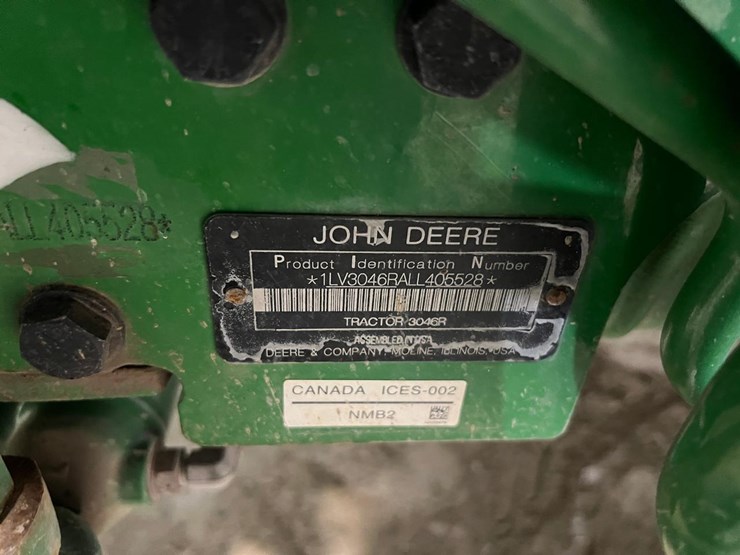 ALL405528*
JOHN DEERE
Product Identification Number
*1LV3046RALL405528*
TRACTOR 3046R
ASSEMBLED IN USA
DEERE & COMPANY MOLINE, ILLINOIS, USA
CANADA ICES-002
NMB2